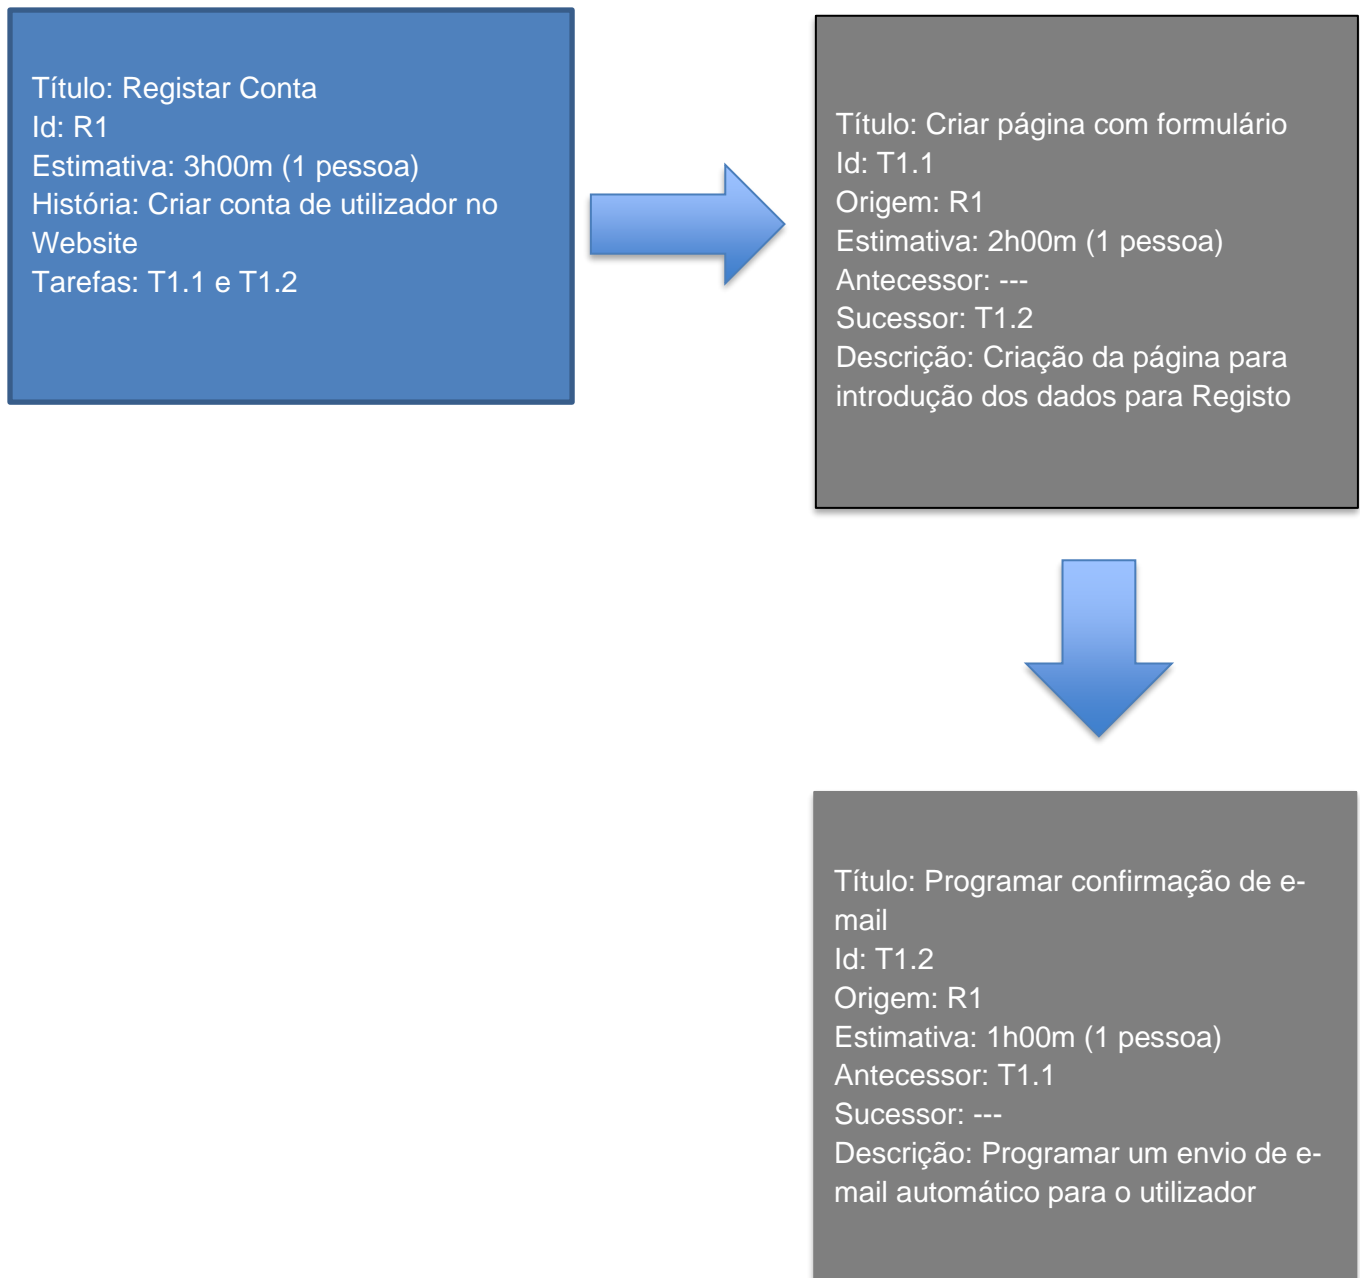 Título: Registar Conta
Id: R1
Estimativa: 3h00m (1 pessoa)
História: Criar conta de utilizador no
Website
Tarefas: T1.1 e T1.2
Título: Criar página com formulário
Id: T1.1
Origem: R1
Estimativa: 2h00m (1 pessoa)
Antecessor: ---
Sucessor: T1.2
Descrição: Criação da página para
introdução dos dados para Registo
Título: Programar confirmação de e-
mail
Id: T1.2
Origem: R1
Estimativa: 1h00m (1 pessoa)
Antecessor: T1.1
Sucessor: ---
Descrição: Programar um envio de e-
mail automático para o utilizador